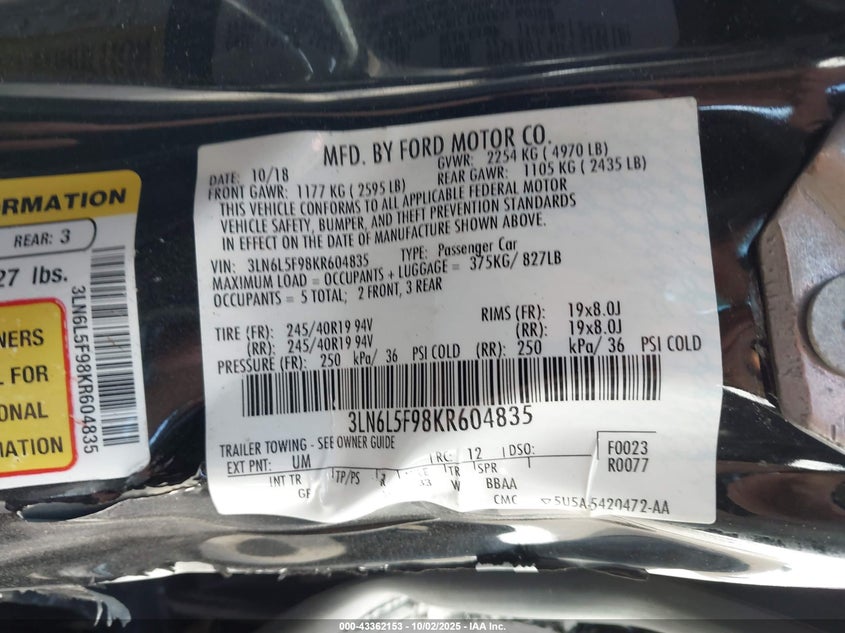 MFD. BY FORD MOTOR CO.
DATE: 10/18
GVWR: 2254 KG ( 4970 LB)
FRONT GAWR: 1177 KG ( 2595 LB)
REAR GAWR: 1105 KG ( 2435 LB)
THIS VEHICLE CONFORMS TO ALL APPLICABLE FEDERAL MOTOR
VEHICLE SAFETY, BUMPER, AND THEFT PREVENTION STANDARDS
IN EFFECT ON THE DATE OF MANUFACTURE SHOWN ABOVE.
VIN: 3LN6L5F98KR604835 TYPE: Passenger Car
MAXIMUM LOAD = OCCUPANTS + LUGGAGE = 375KG/ 827LB
OCCUPANTS = 5 TOTAL; 2 FRONT, 3 REAR
TIRE (FR): 245/40R19 94V RIMS (FR): 19x8.0J
(RR): 245/40R19 94V (RR): 19x8.0J
PRESSURE (FR): 250 kPa/ 36 PSI COLD (RR): 250 kPa/ 36 PSI COLD
3LN6L5F98KR604835
TRAILER TOWING - SEE OWNER GUIDE
EXT PNT: UM RC: 12 DSO:
F0023
R0077
INT TR TP/PS R TR SPR
GF 33 W BBAA
CMC 5U5A-5420472-AA
ORMATION
REAR: 3
27 lbs.
NERS
L FOR
ONAL
MATION
3LN6L5F98KR604835
000-43362153 - 10/02/2025 - IAA Inc.